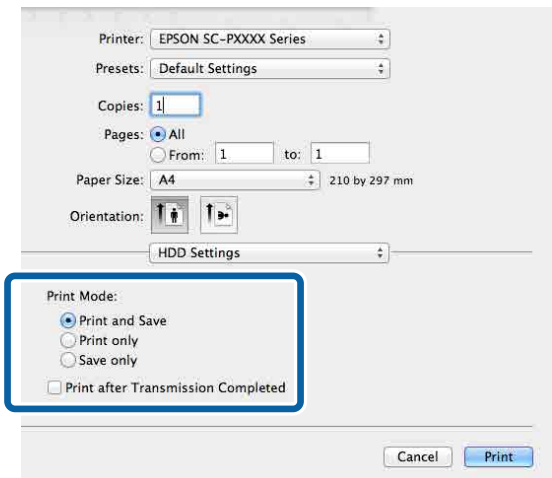 Printer: EPSON SC-PXXXX Series
Presets: Default Settings
Copies: 1
Pages: All
From: 1 to: 1
Paper Size: A4 210 by 297 mm
Orientation:
HDD Settings
Print Mode:
Print and Save
Print only
Save only
Print after Transmission Completed
Cancel Print